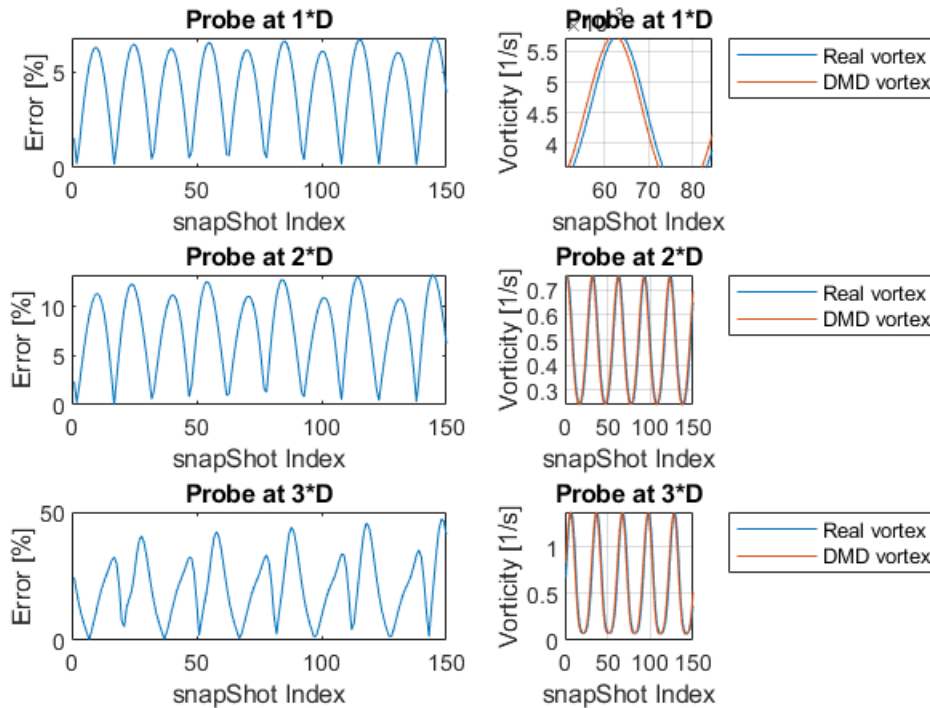 Probe at 1*D
Error [%]
5
0
0 50 100 150
snapShot Index
Probe at 1*D
Vorticity [1/s]
5.5
5
4.5
4
60 70 80
snapShot Index
Real vortex
DMD vortex
Probe at 2*D
Error [%]
10
5
0
0 50 100 150
snapShot Index
Probe at 2*D
Vorticity [1/s]
0.7
0.6
0.5
0.4
0.3
0 50 100 150
snapShot Index
Real vortex
DMD vortex
Probe at 3*D
Error [%]
50
0
0 50 100 150
snapShot Index
Probe at 3*D
Vorticity [1/s]
1
0.5
0
0 50 100 150
snapShot Index
Real vortex
DMD vortex